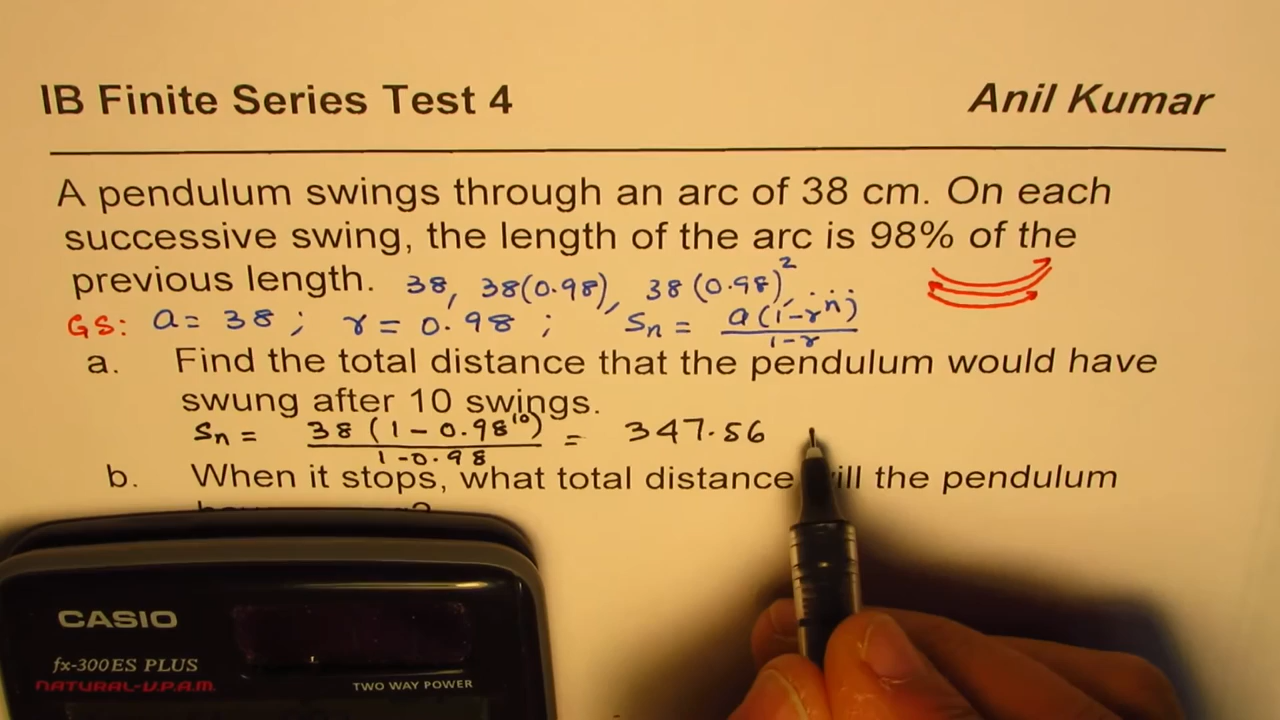 IB Finite Series Test 4 Anil Kumar
A pendulum swings through an arc of 38 cm. On each
successive swing, the length of the arc is 98% of the
previous length. 38, 38(0.98), 38(0.98)², ...
GS: a = 38 ; r = 0.98 ; Sn = a(1-rⁿ) / 1-r
a. Find the total distance that the pendulum would have
swung after 10 swings.
Sn = 38 (1 - 0.98¹⁰) / 1-0.98 = 347.56
b. When it stops, what total distance will the pendulum
CASIO
fx-300ES PLUS
NATURAL-V.P.A.M.
TWO WAY POWER